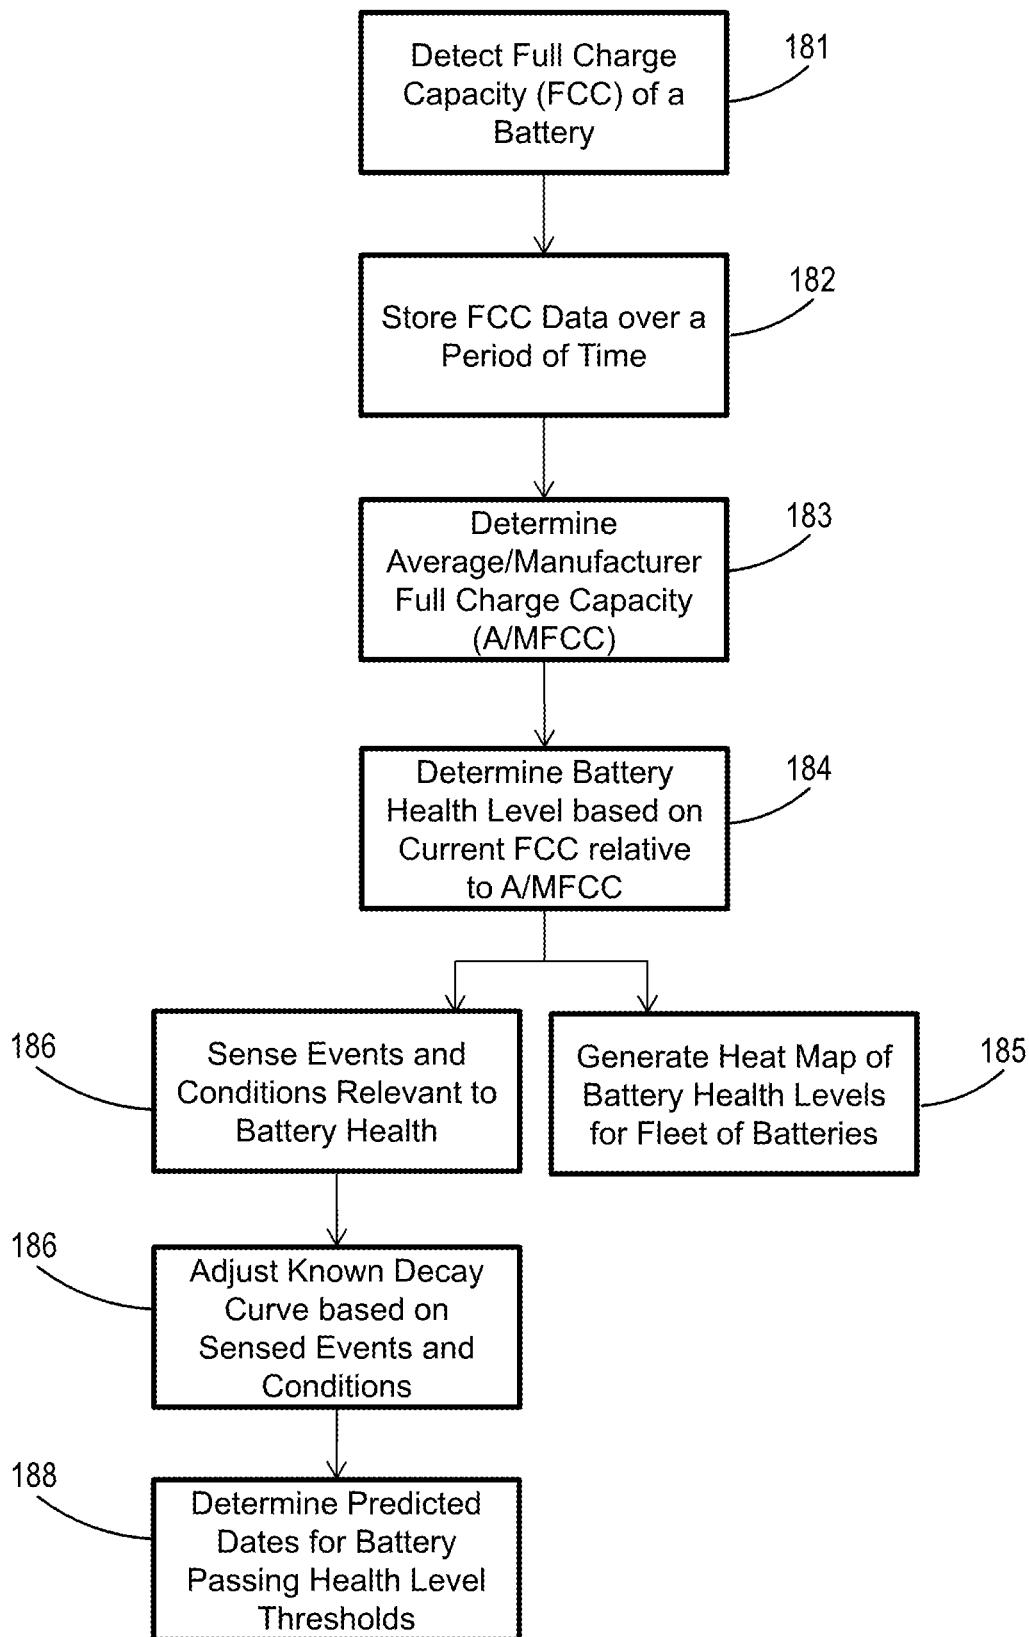 Detect Full Charge
Capacity (FCC) of a
Battery
181
Store FCC Data over a
Period of Time
182
Determine
Average/Manufacturer
Full Charge Capacity
(A/MFCC)
183
Determine Battery
Health Level based on
Current FCC relative
to A/MFCC
184
186
Sense Events and
Conditions Relevant to
Battery Health
Generate Heat Map of
Battery Health Levels
for Fleet of Batteries
185
186
Adjust Known Decay
Curve based on
Sensed Events and
Conditions
188
Determine Predicted
Dates for Battery
Passing Health Level
Thresholds